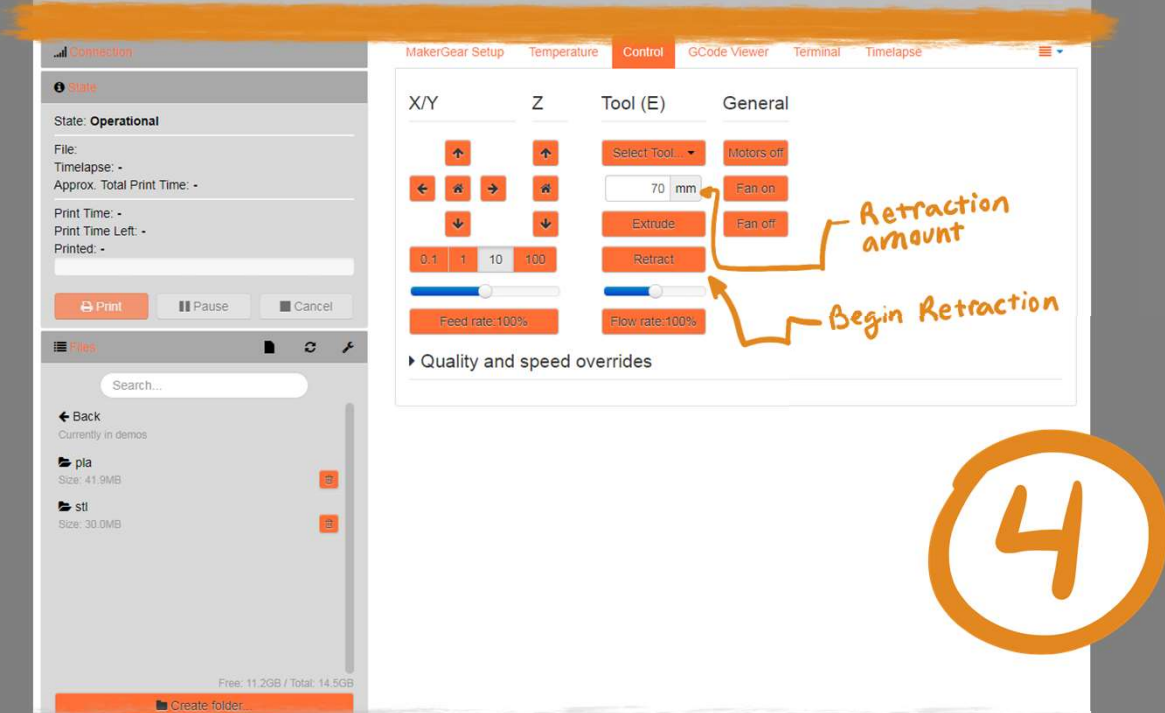 Connection
MakerGear Setup Temperature Control GCode Viewer Terminal Timelapse
State
State: Operational
File:
Timelapse: -
Approx. Total Print Time: -
Print Time: -
Print Time Left: -
Printed: -
Print Pause Cancel
Files
Search...
Back
Currently in demos
pla
Size: 41.9MB
stl
Size: 30.0MB
Free: 11.2GB / Total: 14.5GB
Create folder...
X/Y Z Tool (E) General
Select Tool... Motors off
70 mm Fan on
Extrude Fan off
0.1 1 10 100 Retract
Feed rate:100% Flow rate:100%
Quality and speed overrides
Retraction
amount
Begin Retraction
4